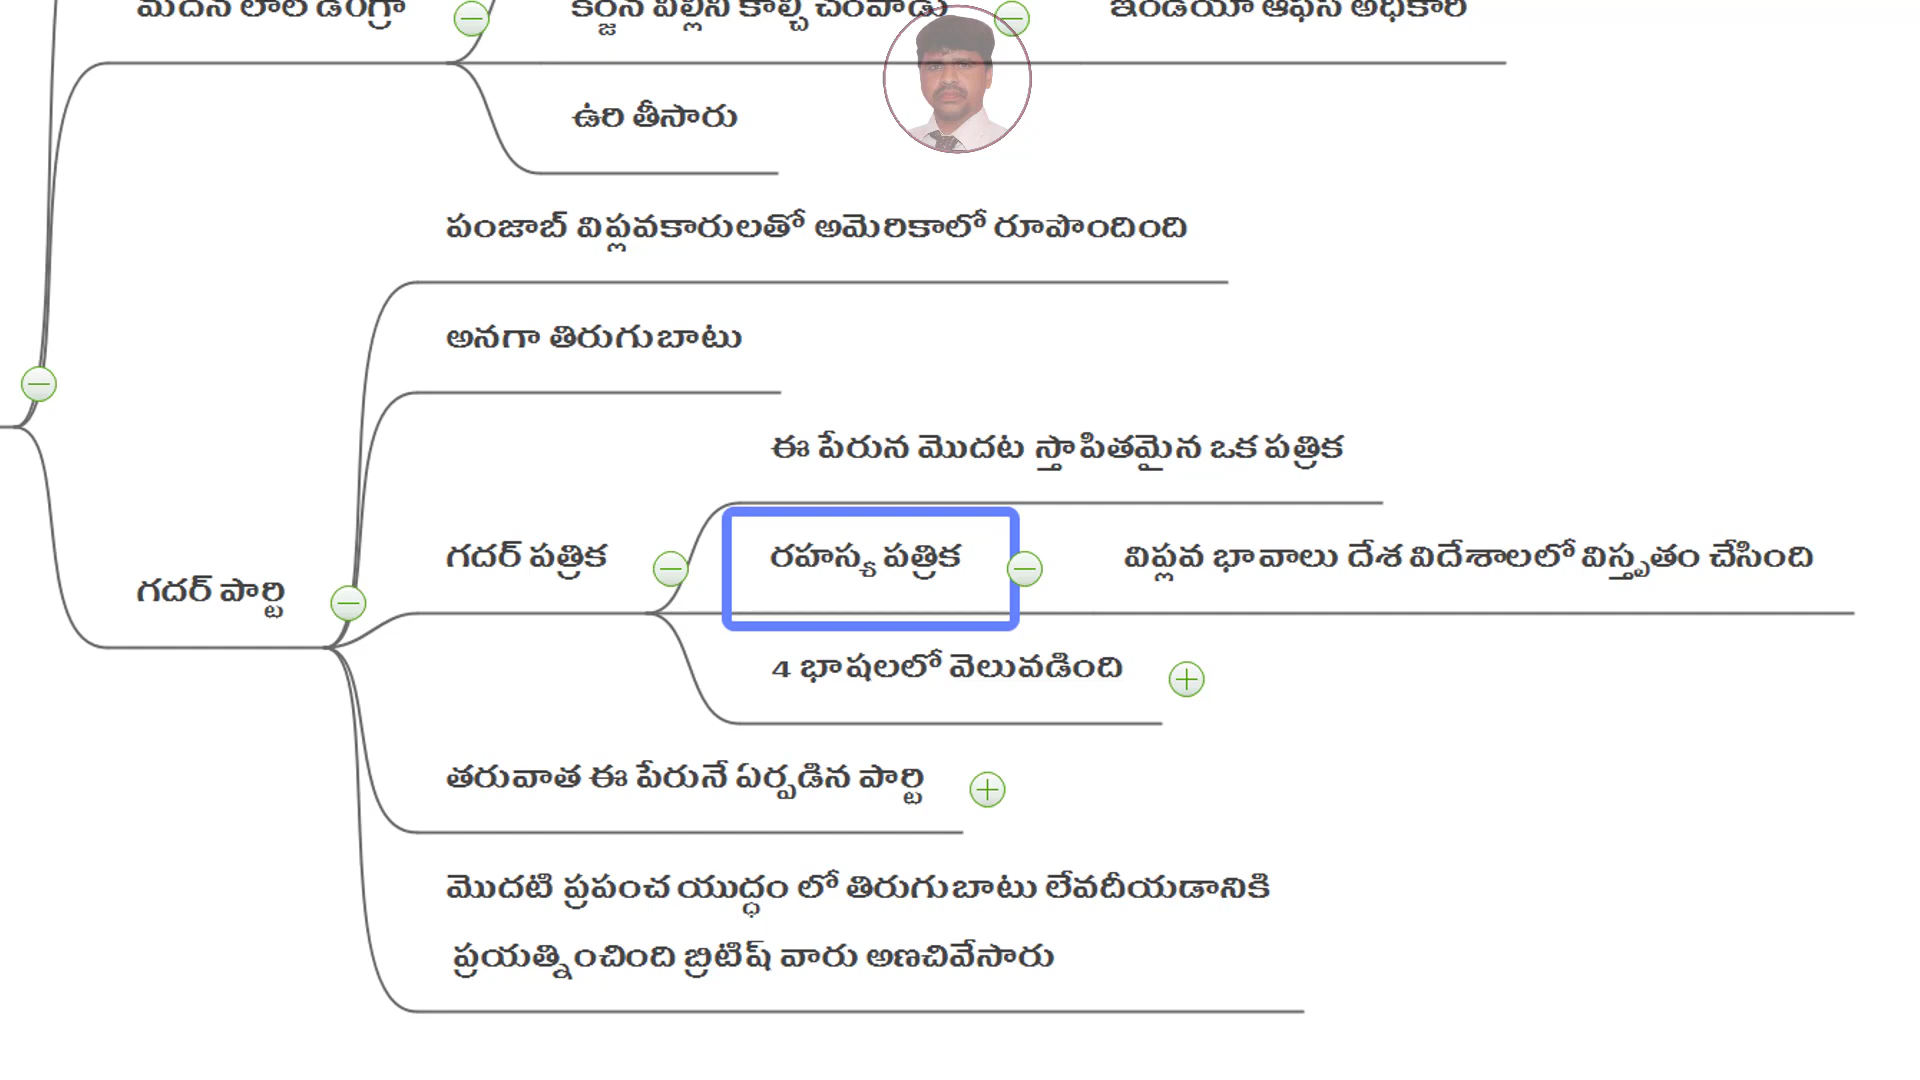 మదన్ లాల్ డింగ్రా
కర్జన్ విల్లీని కాల్చి చంపాడు
ఇండియా ఆఫీస్ అధికారి
ఉరి తీసారు
పంజాబ్ విప్లవకారులతో అమెరికాలో రూపొందింది
అనగా తిరుగుబాటు
ఈ పేరున మొదట స్తాపితమైన ఒక పత్రిక
గదర్ పత్రిక
రహస్య పత్రిక
విప్లవ భావాలు దేశ విదేశాలలో విస్తృతం చేసింది
గదర్ పార్టి
4 భాషలలో వెలువడింది
తరువాత ఈ పేరునే ఏర్పడిన పార్టి
మొదటి ప్రపంచ యుద్ధం లో తిరుగుబాటు లేవదీయడానికి
ప్రయత్నించింది బ్రిటిష్ వారు అణచివేసారు